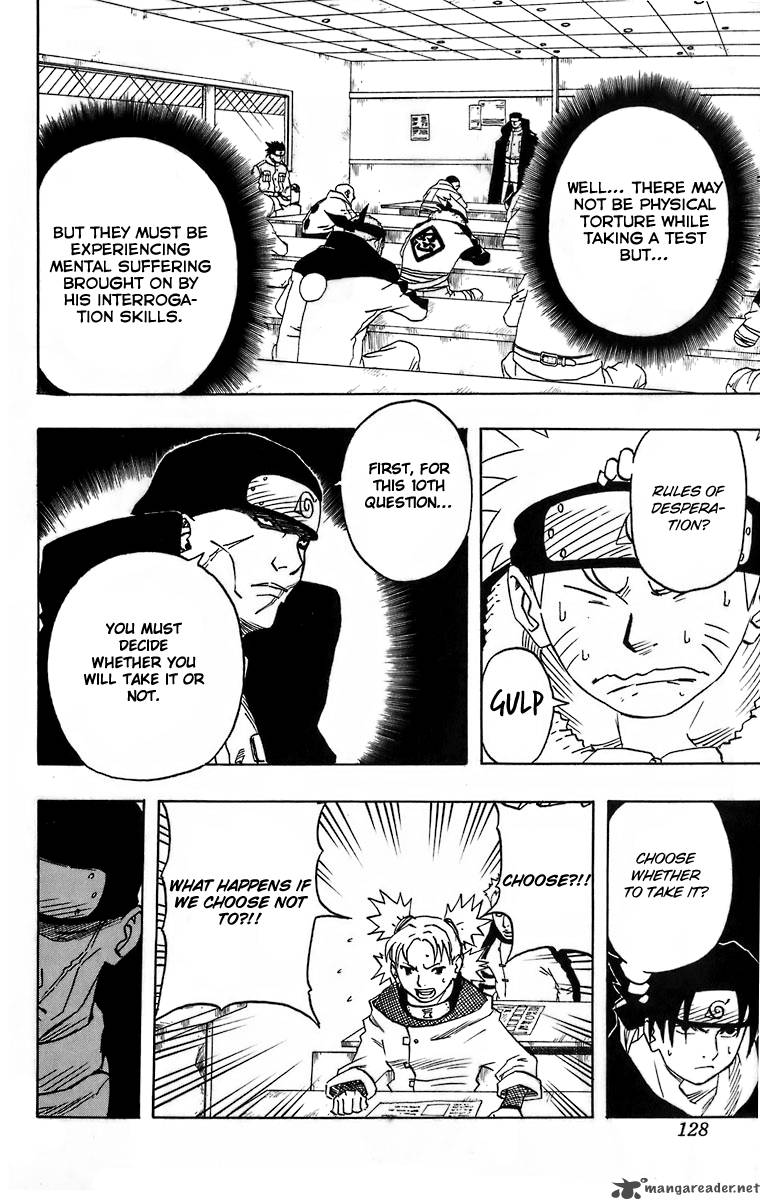 WELL... THERE MAY
NOT BE PHYSICAL
TORTURE WHILE
TAKING A TEST
BUT...
BUT THEY MUST BE
EXPERIENCING
MENTAL SUFFERING
BROUGHT ON BY
HIS INTERROGA-
TION SKILLS.
RULES OF
DESPERA-
TION?
GULP
FIRST, FOR
THIS 10TH
QUESTION...
YOU MUST
DECIDE
WHETHER YOU
WILL TAKE IT OR
NOT.
CHOOSE
WHETHER
TO TAKE IT?
CHOOSE?!!
WHAT HAPPENS IF
WE CHOOSE NOT
TO?!!
128
mangareader.net